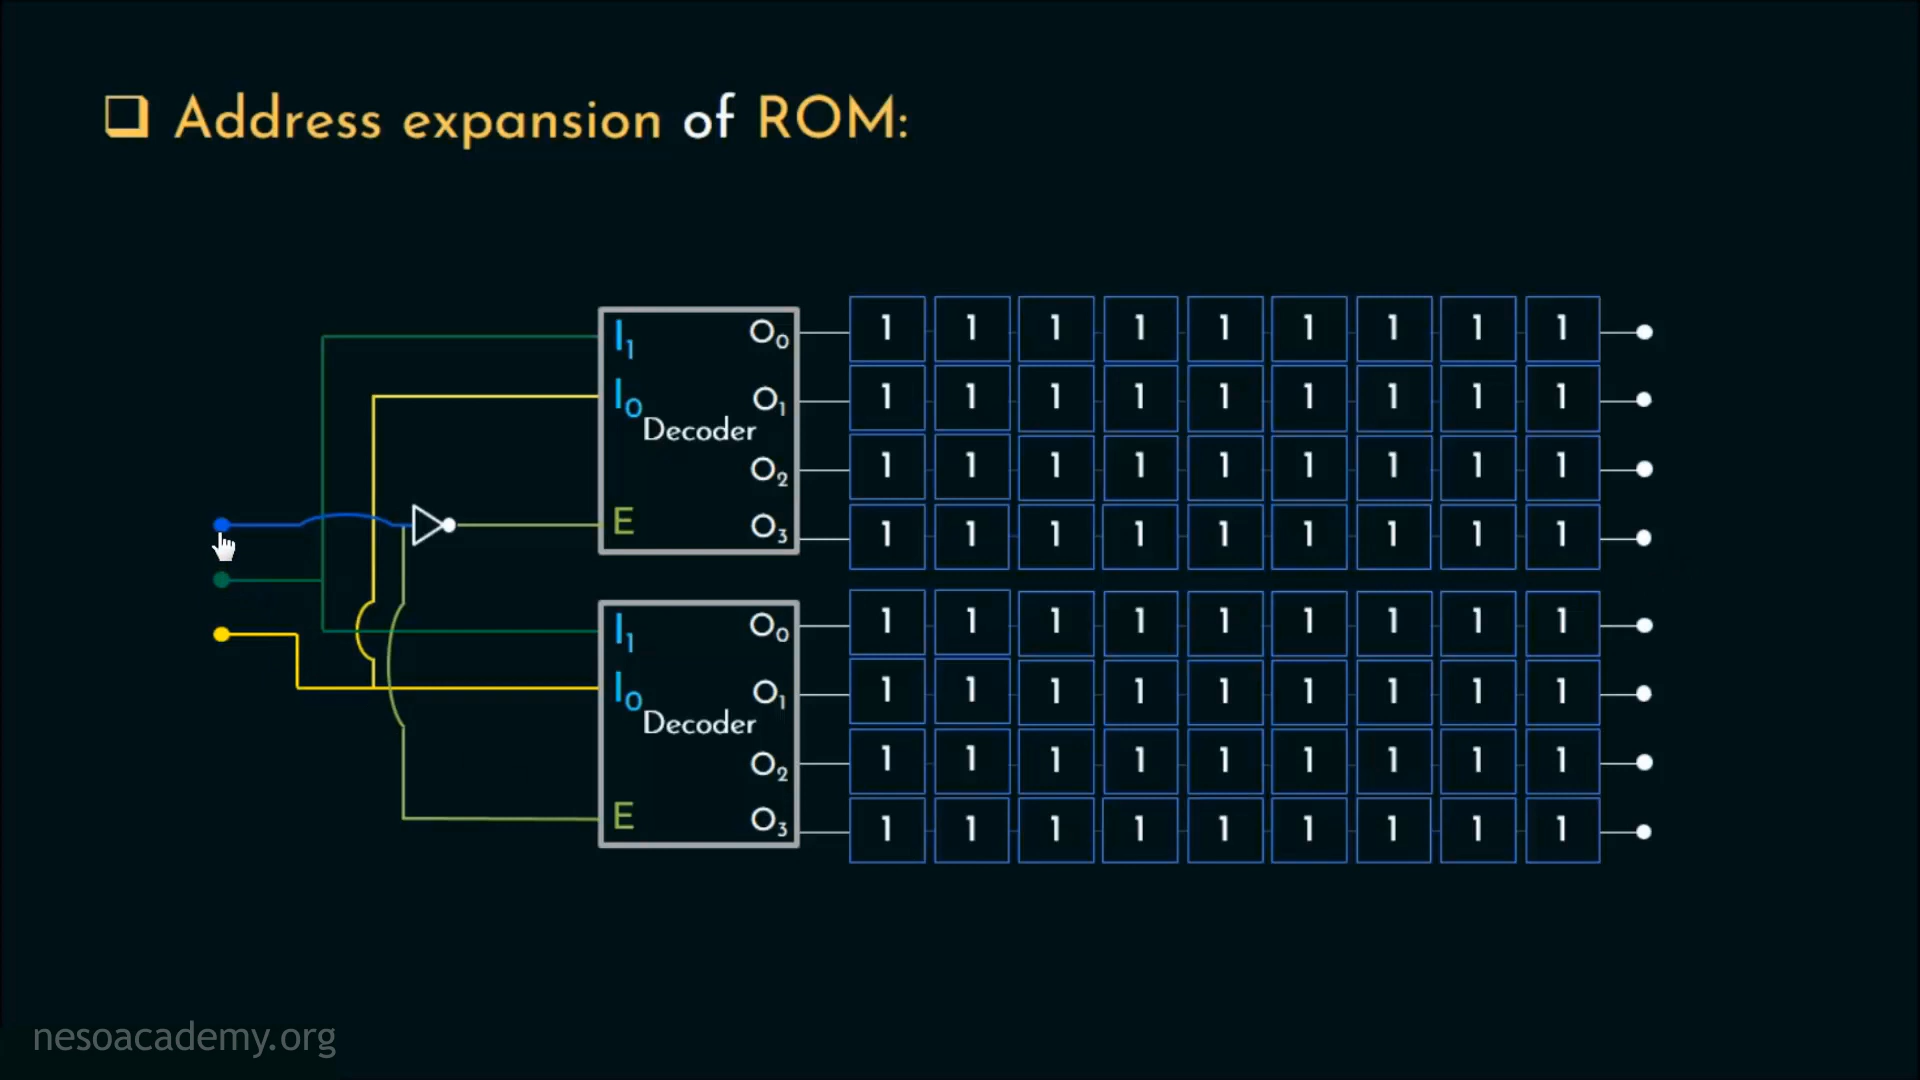 ❑ Address expansion of ROM:
I1 O0 1 1 1 1 1 1 1 1 1
I0 O1 1 1 1 1 1 1 1 1 1
Decoder
O2 1 1 1 1 1 1 1 1 1
E O3 1 1 1 1 1 1 1 1 1
I1 O0 1 1 1 1 1 1 1 1 1
I0 O1 1 1 1 1 1 1 1 1 1
Decoder
O2 1 1 1 1 1 1 1 1 1
E O3 1 1 1 1 1 1 1 1 1
nesoacademy.org